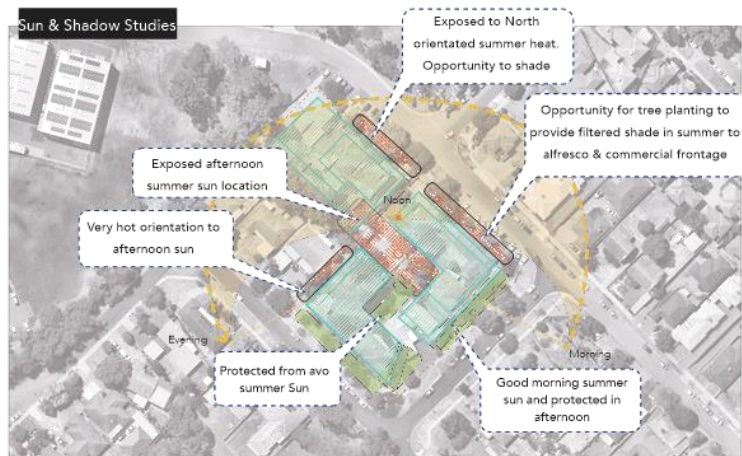 Sun & Shadow Studies
Exposed to North
orientated summer heat.
Opportunity to shade
Opportunity for tree planting to
provide filtered shade in summer to
alfresco & commercial frontage
Exposed afternoon
summer sun location
Noon
Very hot orientation to
afternoon sun
Evening
Morning
Protected from avo
summer Sun
Good morning summer
sun and protected in
afternoon